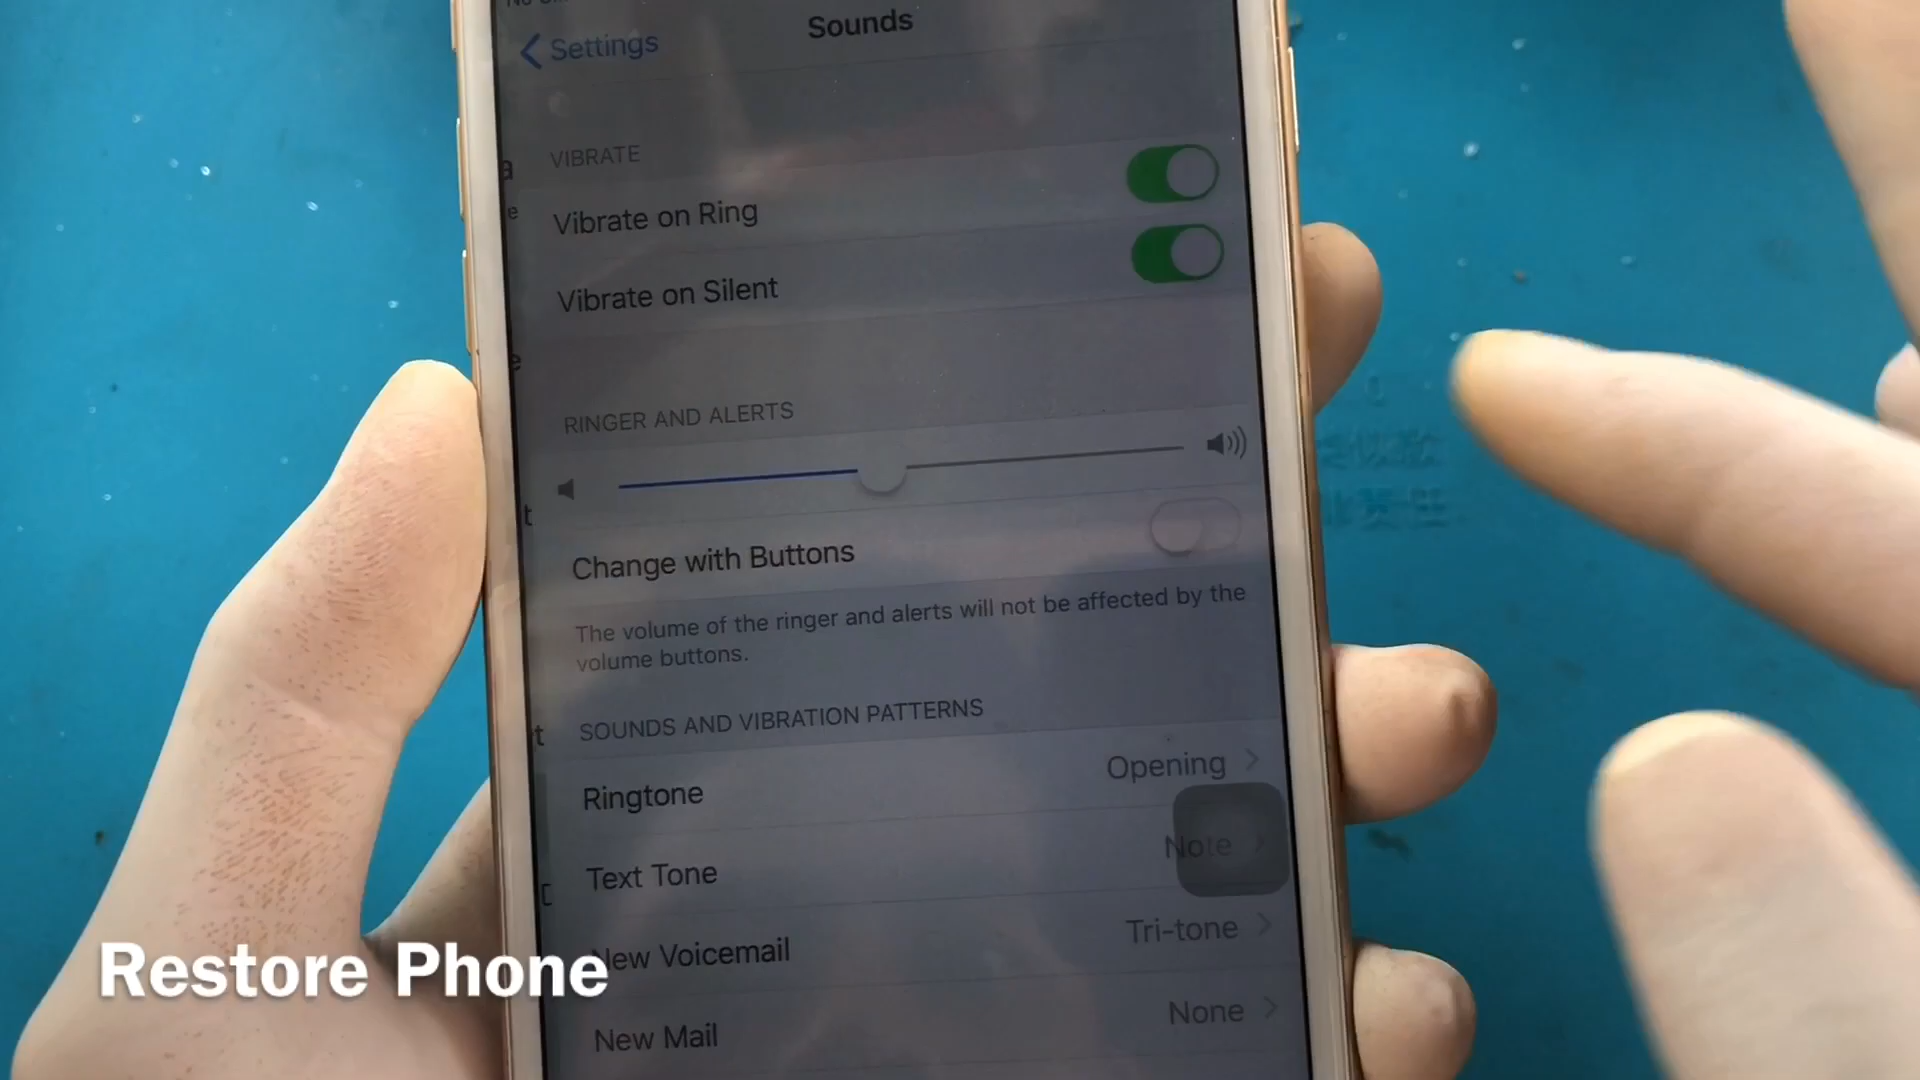 Settings
Sounds
VIBRATE
Vibrate on Ring
Vibrate on Silent
RINGER AND ALERTS
Change with Buttons
The volume of the ringer and alerts will not be affected by the
volume buttons.
SOUNDS AND VIBRATION PATTERNS
Ringtone Opening
Text Tone Note
New Voicemail Tri-tone
New Mail None
Restore Phone